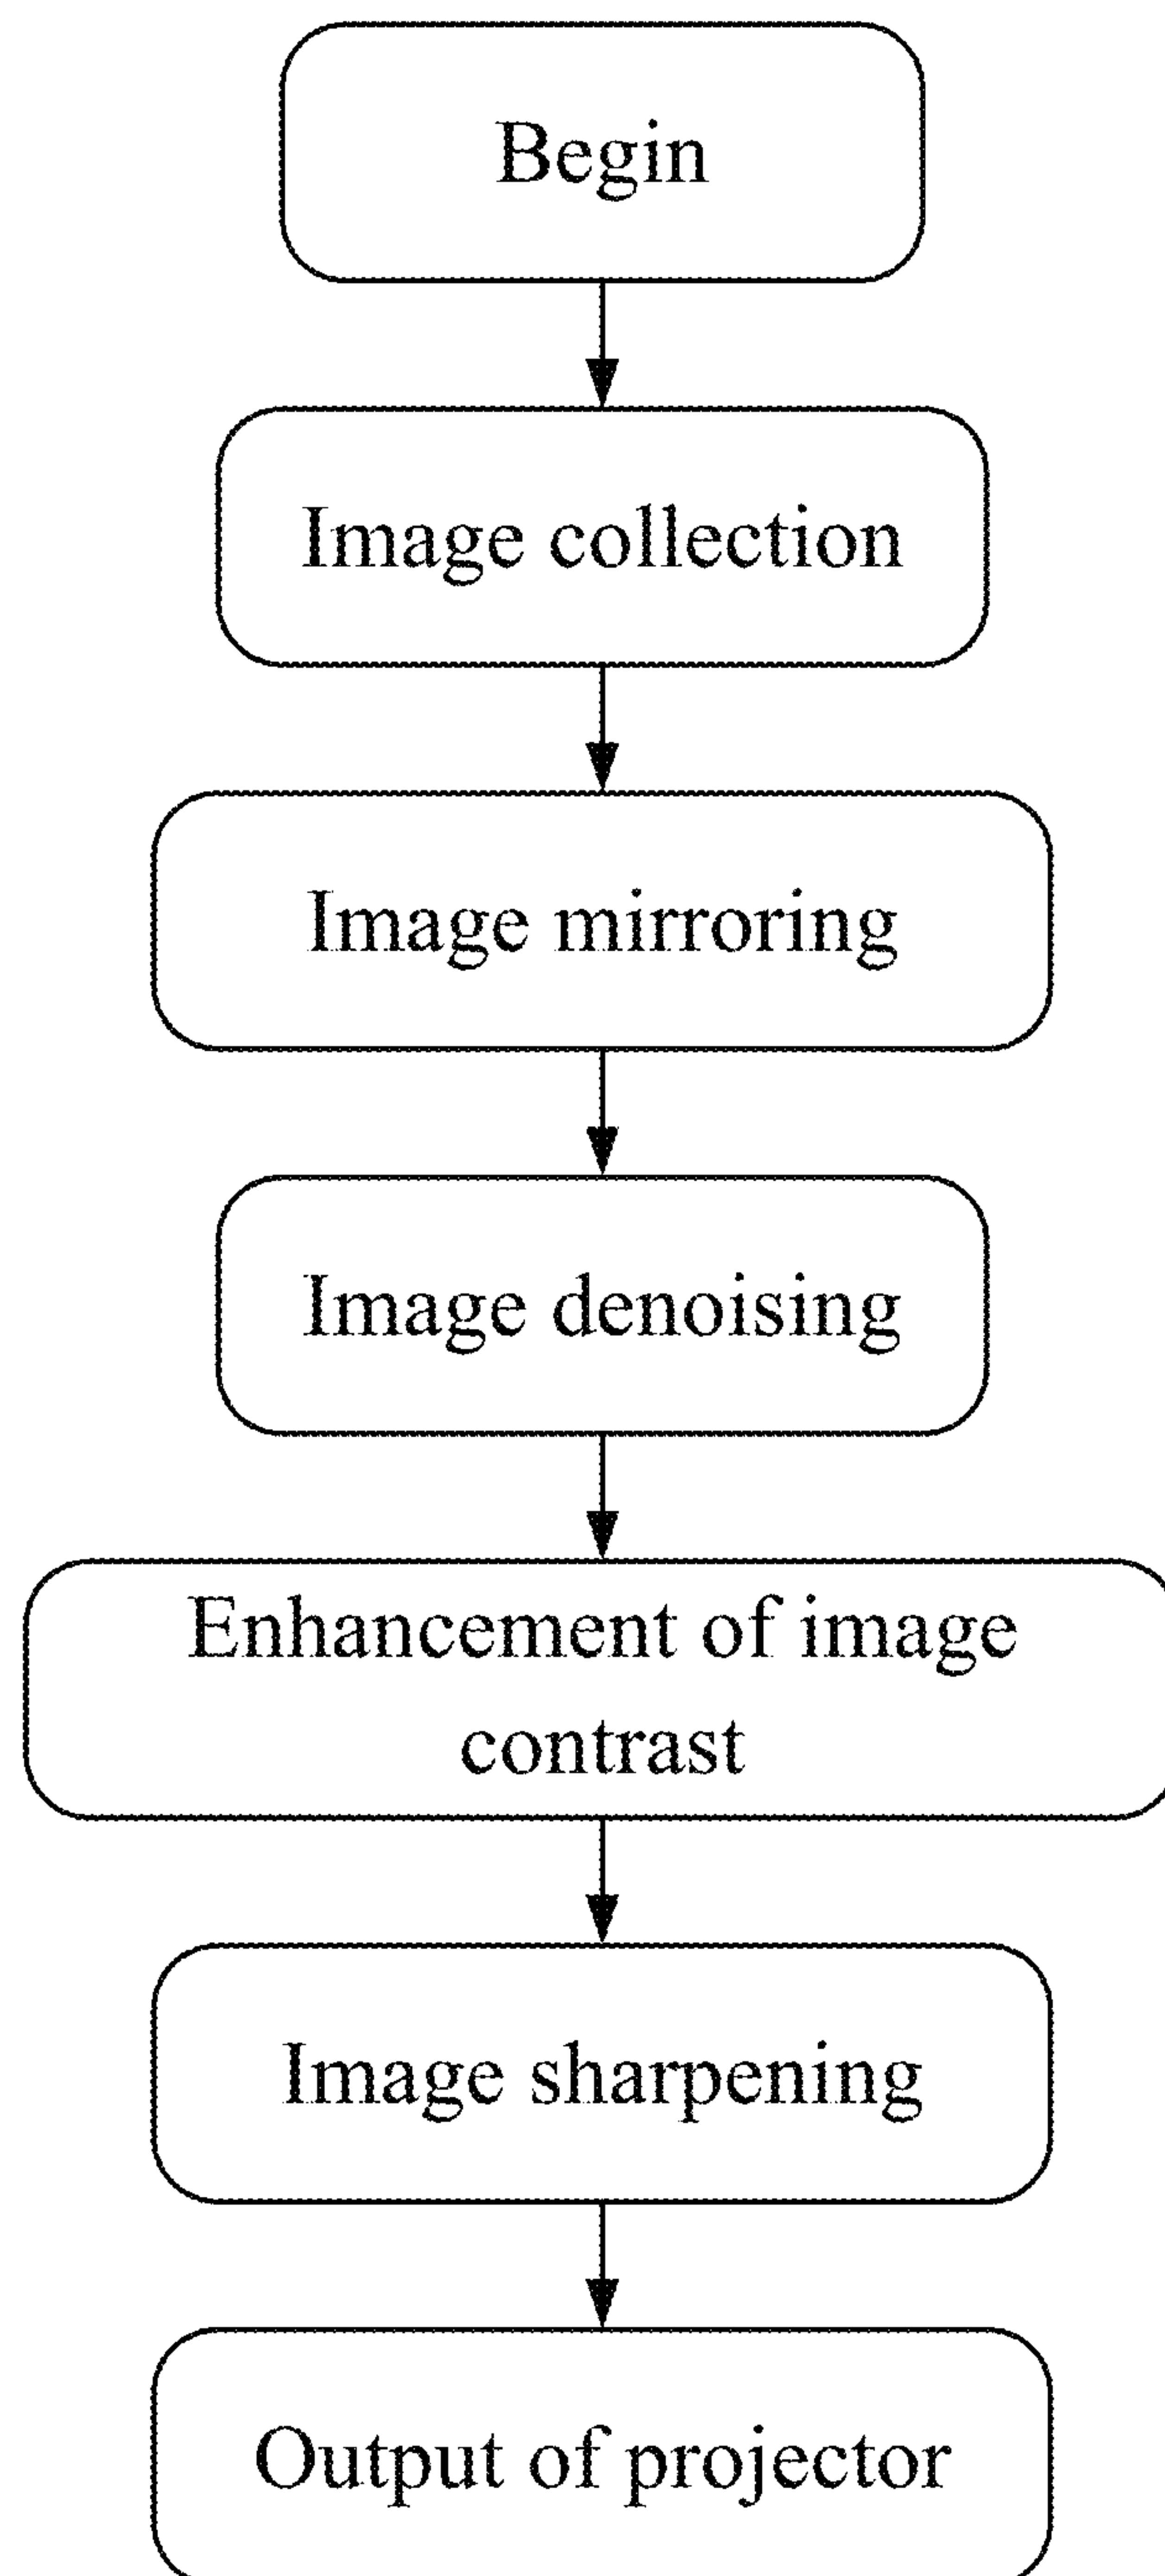 Begin
Image collection
Image mirroring
Image denoising
Enhancement of image
contrast
Image sharpening
Output of projector